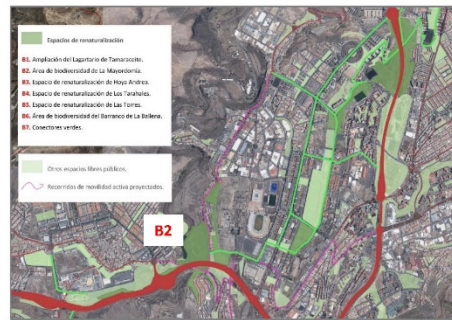 Espacios de renaturalización
B1. Ampliación del Lagartario de Tamaraceite.
B2. Área de biodiversidad de La Mayordomía.
B3. Espacio de renaturalización de Hoya Andrea.
B4. Espacio de renaturalización de Los Tarahales.
B5. Espacio de renaturalización de Las Torres.
B6. Área de biodiversidad del Barranco de La Ballena.
B7. Conectores verdes.
Otros espacios libres públicos.
Recorridos de movilidad activa proyectados.
B2